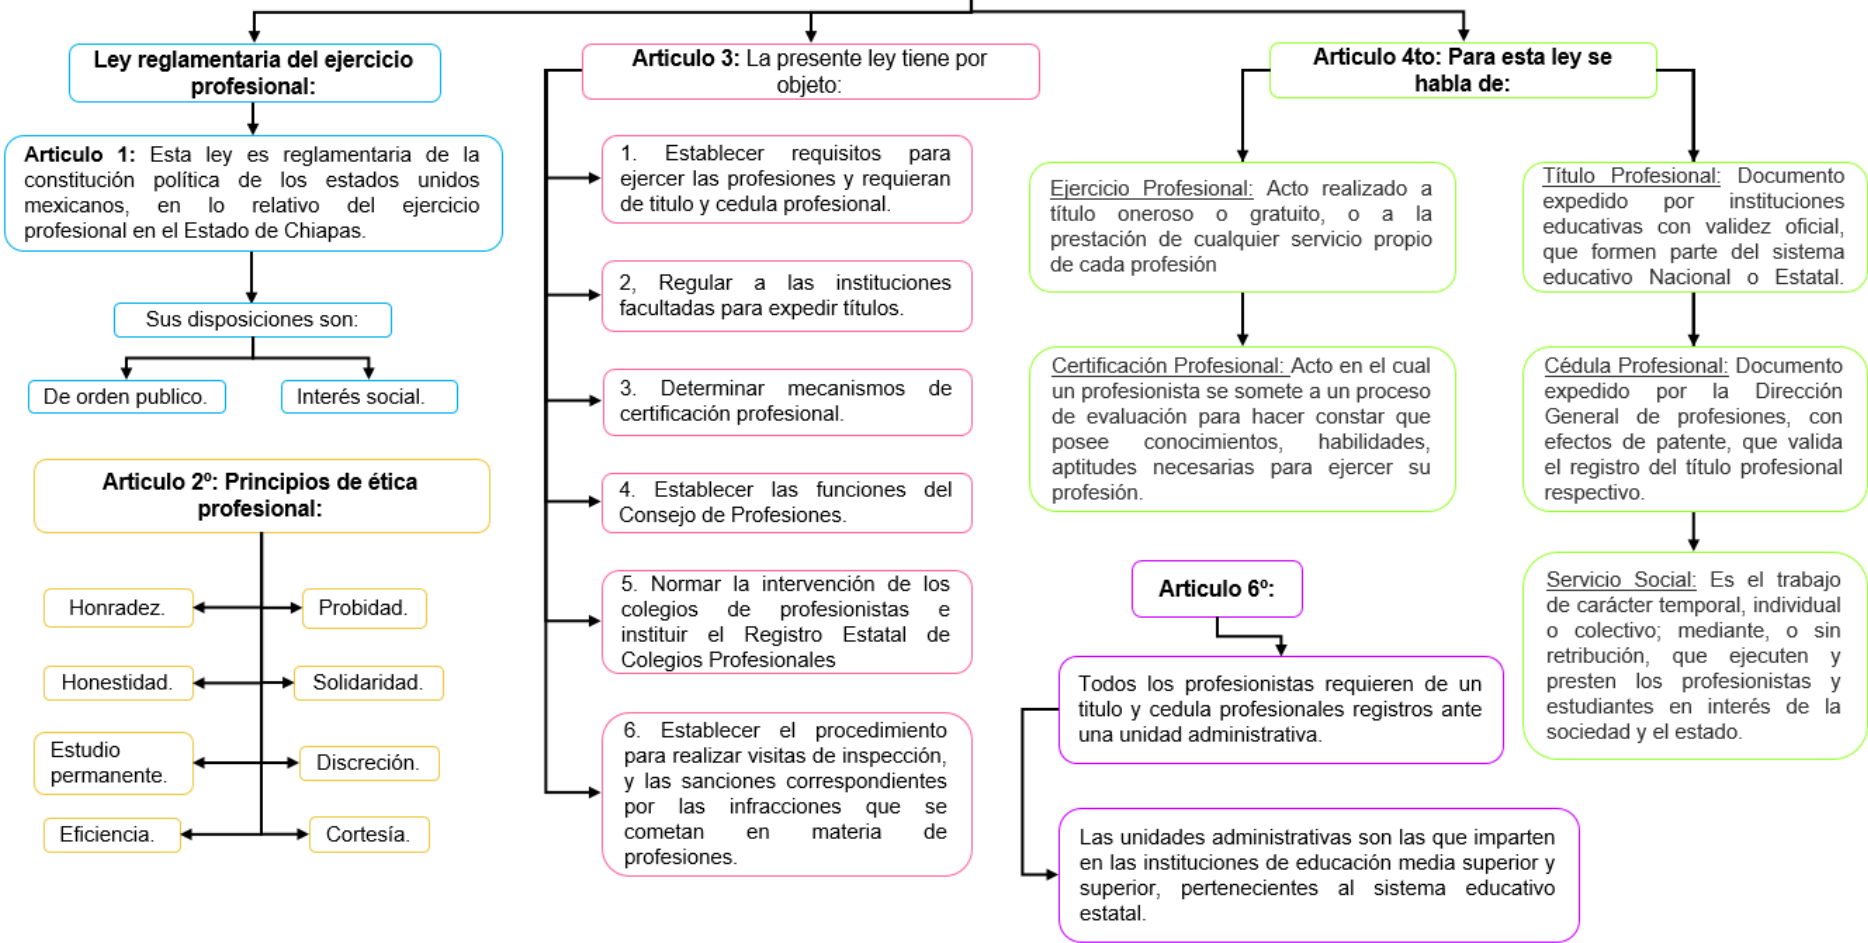 Ley reglamentaria del ejercicio
profesional:
Articulo 1: Esta ley es reglamentaria de la
constitución política de los estados unidos
mexicanos, en lo relativo del ejercicio
profesional en el Estado de Chiapas.
Sus disposiciones son:
De orden publico.
Interés social.
Articulo 2º: Principios de ética
profesional:
Honradez.
Probidad.
Honestidad.
Solidaridad.
Estudio
permanente.
Discreción.
Eficiencia.
Cortesía.
Articulo 3: La presente ley tiene por
objeto:
1. Establecer requisitos para
ejercer las profesiones y requieran
de titulo y cedula profesional.
2, Regular a las instituciones
facultadas para expedir títulos.
3. Determinar mecanismos de
certificación profesional.
4. Establecer las funciones del
Consejo de Profesiones.
5. Normar la intervención de los
colegios de profesionistas e
instituir el Registro Estatal de
Colegios Profesionales
6. Establecer el procedimiento
para realizar visitas de inspección,
y las sanciones correspondientes
por las infracciones que se
cometan en materia de
profesiones.
Articulo 4to: Para esta ley se
habla de:
Ejercicio Profesional: Acto realizado a
título oneroso o gratuito, o a la
prestación de cualquier servicio propio
de cada profesión
Certificación Profesional: Acto en el cual
un profesionista se somete a un proceso
de evaluación para hacer constar que
posee conocimientos, habilidades,
aptitudes necesarias para ejercer su
profesión.
Título Profesional: Documento
expedido por instituciones
educativas con validez oficial,
que formen parte del sistema
educativo Nacional o Estatal.
Cédula Profesional: Documento
expedido por la Dirección
General de profesiones, con
efectos de patente, que valida
el registro del título profesional
respectivo.
Servicio Social: Es el trabajo
de carácter temporal, individual
o colectivo; mediante, o sin
retribución, que ejecuten y
presten los profesionistas y
estudiantes en interés de la
sociedad y el estado.
Articulo 6º:
Todos los profesionistas requieren de un
titulo y cedula profesionales registros ante
una unidad administrativa.
Las unidades administrativas son las que imparten
en las instituciones de educación media superior y
superior, pertenecientes al sistema educativo
estatal.